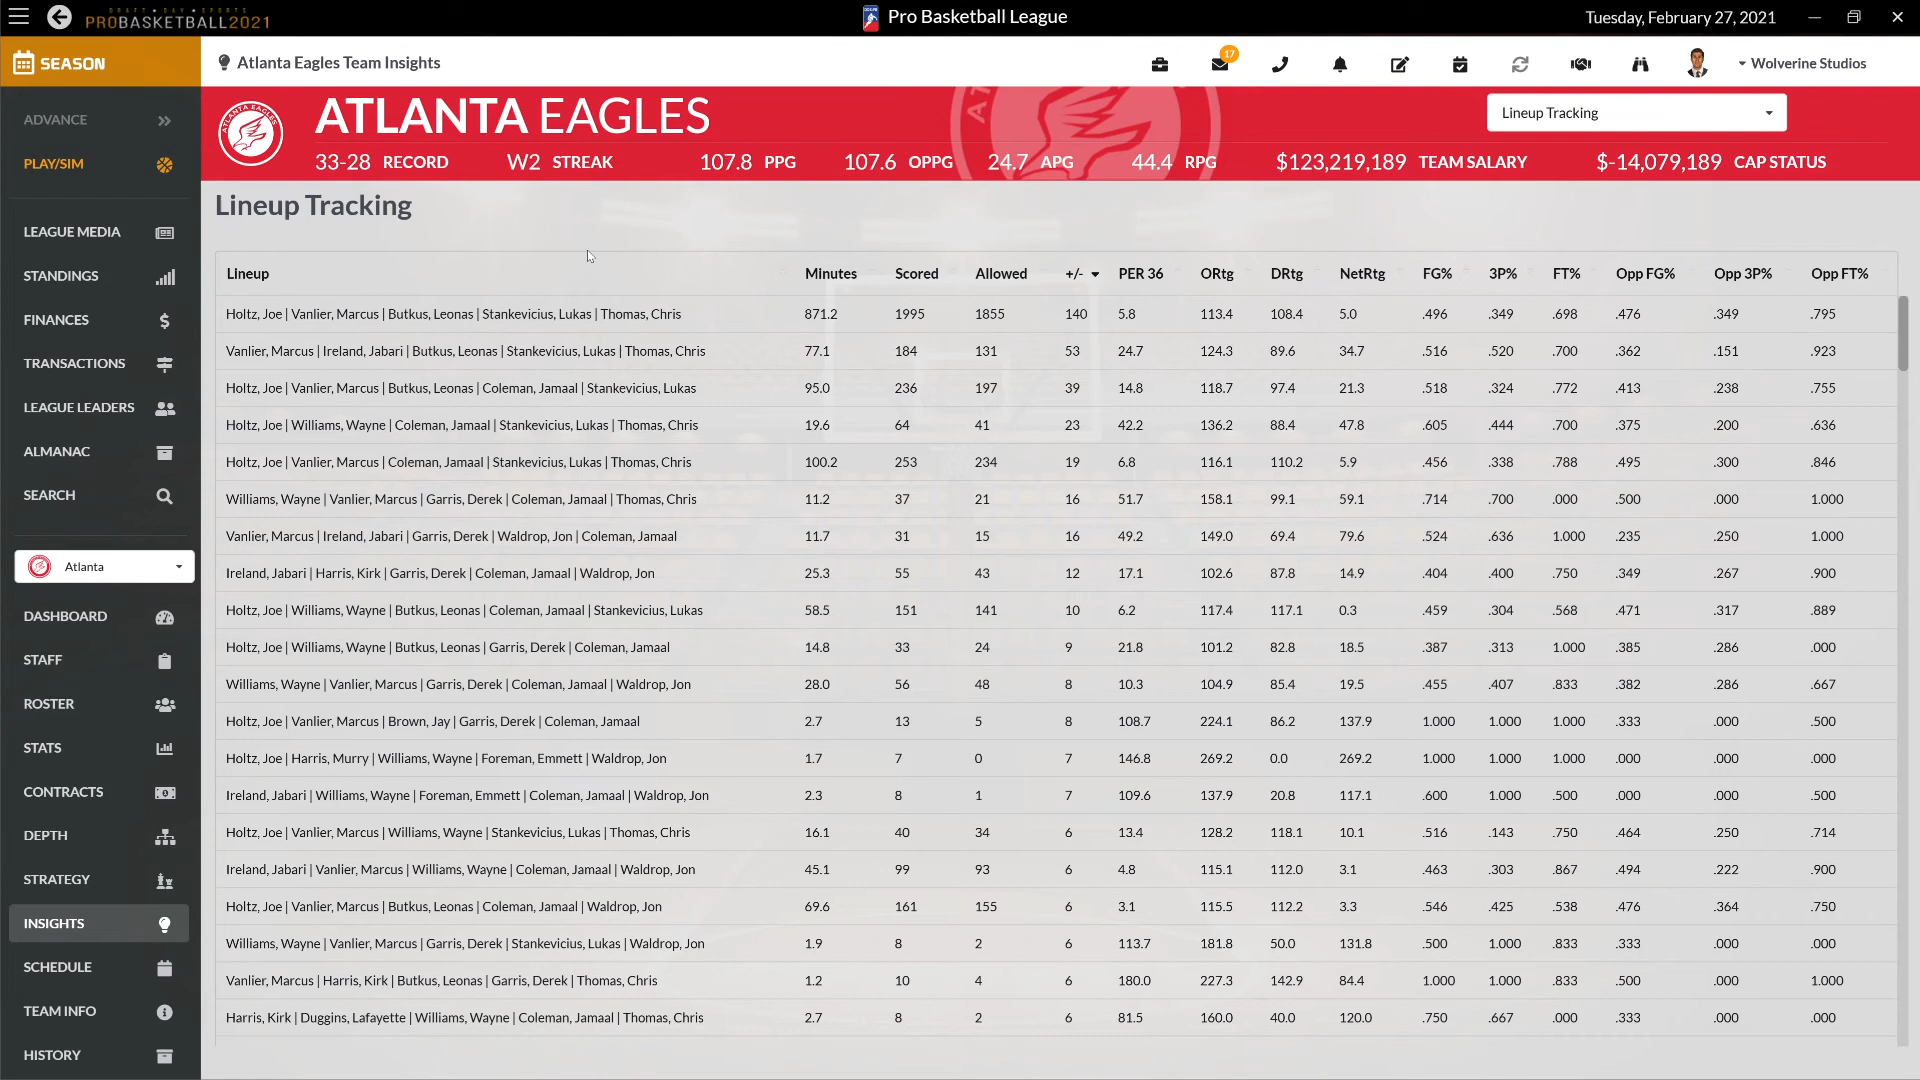 DRAFT DAY SPORTS
PROBASKETBALL2021
Pro Basketball League
Tuesday, February 27, 2021
SEASON
Atlanta Eagles Team Insights
17
Wolverine Studios
ADVANCE
PLAY/SIM
LEAGUE MEDIA
STANDINGS
FINANCES
TRANSACTIONS
LEAGUE LEADERS
ALMANAC
SEARCH
Atlanta
DASHBOARD
STAFF
ROSTER
STATS
CONTRACTS
DEPTH
STRATEGY
INSIGHTS
SCHEDULE
TEAM INFO
HISTORY
ATLANTA EAGLES
ATLANTA EAGLES
Lineup Tracking
33-28 RECORD W2 STREAK 107.8 PPG 107.6 OPPG 24.7 APG 44.4 RPG $123,219,189 TEAM SALARY $-14,079,189 CAP STATUS
Lineup Tracking
Lineup Minutes Scored Allowed +/- PER 36 ORtg DRtg NetRtg FG% 3P% FT% Opp FG% Opp 3P% Opp FT%
Holtz, Joe | Vanlier, Marcus | Butkus, Leonas | Stankevicius, Lukas | Thomas, Chris 871.2 1995 1855 140 5.8 113.4 108.4 5.0 .496 .349 .698 .476 .349 .795
Vanlier, Marcus | Ireland, Jabari | Butkus, Leonas | Stankevicius, Lukas | Thomas, Chris 77.1 184 131 53 24.7 124.3 89.6 34.7 .516 .520 .700 .362 .151 .923
Holtz, Joe | Vanlier, Marcus | Butkus, Leonas | Coleman, Jamaal | Stankevicius, Lukas 95.0 236 197 39 14.8 118.7 97.4 21.3 .518 .324 .772 .413 .238 .755
Holtz, Joe | Williams, Wayne | Coleman, Jamaal | Stankevicius, Lukas | Thomas, Chris 19.6 64 41 23 42.2 136.2 88.4 47.8 .605 .444 .700 .375 .200 .636
Holtz, Joe | Vanlier, Marcus | Coleman, Jamaal | Stankevicius, Lukas | Thomas, Chris 100.2 253 234 19 6.8 116.1 110.2 5.9 .456 .338 .788 .495 .300 .846
Williams, Wayne | Vanlier, Marcus | Garris, Derek | Coleman, Jamaal | Thomas, Chris 11.2 37 21 16 51.7 158.1 99.1 59.1 .714 .700 .000 .500 .000 1.000
Vanlier, Marcus | Ireland, Jabari | Garris, Derek | Waldrop, Jon | Coleman, Jamaal 11.7 31 15 16 49.2 149.0 69.4 79.6 .524 .636 1.000 .235 .250 1.000
Ireland, Jabari | Harris, Kirk | Garris, Derek | Coleman, Jamaal | Waldrop, Jon 25.3 55 43 12 17.1 102.6 87.8 14.9 .404 .400 .750 .349 .267 .900
Holtz, Joe | Williams, Wayne | Butkus, Leonas | Coleman, Jamaal | Stankevicius, Lukas 58.5 151 141 10 6.2 117.4 117.1 0.3 .459 .304 .568 .471 .317 .889
Holtz, Joe | Williams, Wayne | Butkus, Leonas | Garris, Derek | Coleman, Jamaal 14.8 33 24 9 21.8 101.2 82.8 18.5 .387 .313 1.000 .385 .286 .000
Williams, Wayne | Vanlier, Marcus | Garris, Derek | Coleman, Jamaal | Waldrop, Jon 28.0 56 48 8 10.3 104.9 85.4 19.5 .455 .407 .833 .382 .286 .667
Holtz, Joe | Vanlier, Marcus | Brown, Jay | Garris, Derek | Coleman, Jamaal 2.7 13 5 8 108.7 224.1 86.2 137.9 1.000 1.000 1.000 .333 .000 .500
Holtz, Joe | Harris, Murry | Williams, Wayne | Foreman, Emmett | Waldrop, Jon 1.7 7 0 7 146.8 269.2 0.0 269.2 1.000 1.000 1.000 .000 .000 .000
Ireland, Jabari | Williams, Wayne | Foreman, Emmett | Coleman, Jamaal | Waldrop, Jon 2.3 8 1 7 109.6 137.9 20.8 117.1 .600 1.000 .500 .000 .000 .500
Holtz, Joe | Vanlier, Marcus | Williams, Wayne | Stankevicius, Lukas | Thomas, Chris 16.1 40 34 6 13.4 128.2 118.1 10.1 .516 .143 .750 .464 .250 .714
Ireland, Jabari | Vanlier, Marcus | Williams, Wayne | Coleman, Jamaal | Waldrop, Jon 45.1 99 93 6 4.8 115.1 112.0 3.1 .463 .303 .867 .494 .222 .900
Holtz, Joe | Vanlier, Marcus | Butkus, Leonas | Coleman, Jamaal | Waldrop, Jon 69.6 161 155 6 3.1 115.5 112.2 3.3 .546 .425 .538 .476 .364 .750
Williams, Wayne | Vanlier, Marcus | Garris, Derek | Stankevicius, Lukas | Waldrop, Jon 1.9 8 2 6 113.7 181.8 50.0 131.8 .500 1.000 .833 .333 .000 .000
Vanlier, Marcus | Harris, Kirk | Butkus, Leonas | Garris, Derek | Thomas, Chris 1.2 10 4 6 180.0 227.3 142.9 84.4 1.000 1.000 .833 .500 .000 1.000
Harris, Kirk | Duggins, Lafayette | Williams, Wayne | Coleman, Jamaal | Thomas, Chris 2.7 8 2 6 81.5 160.0 40.0 120.0 .750 .667 .000 .333 .000 .000